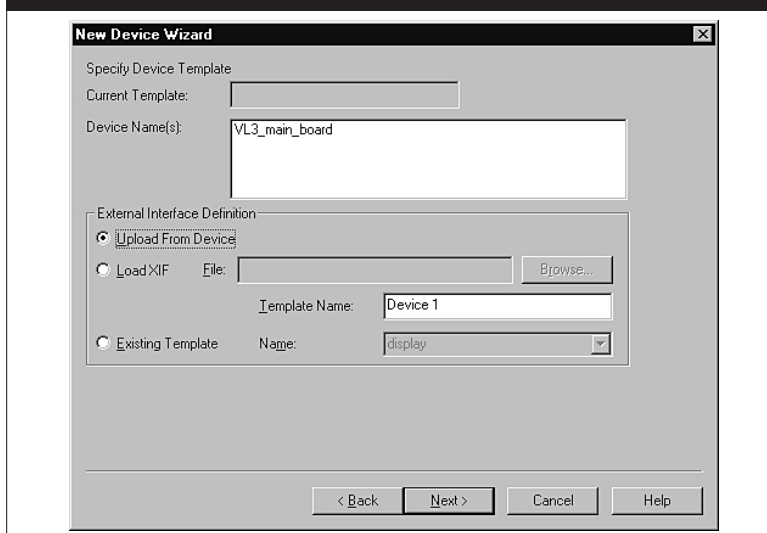 New Device Wizard
Specify Device Template
Current Template:
Device Name(s): VL3_main_board
External Interface Definition
Upload From Device
Load XIF File: Browse...
Template Name: Device 1
Existing Template Name: display
< Back Next > Cancel Help